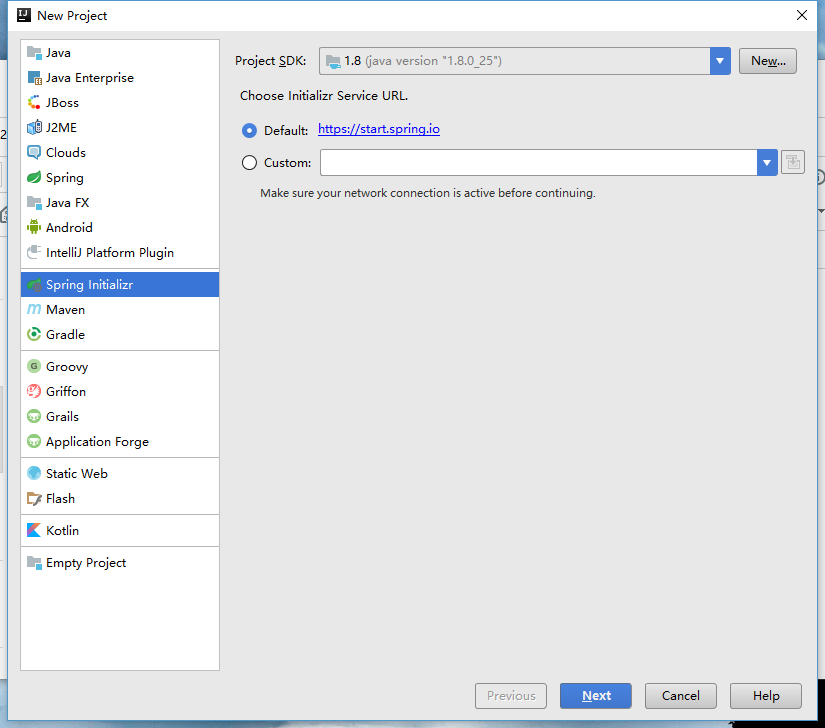 New Project
Java
Java Enterprise
JBoss
J2ME
Clouds
Spring
Java FX
Android
IntelliJ Platform Plugin
Spring Initializr
Maven
Gradle
Groovy
Griffon
Grails
Application Forge
Static Web
Flash
Kotlin
Empty Project
Project SDK: 1.8 (java version "1.8.0_25") New...
Choose Initializr Service URL.
Default: https://start.spring.io
Custom:
Make sure your network connection is active before continuing.
Previous Next Cancel Help